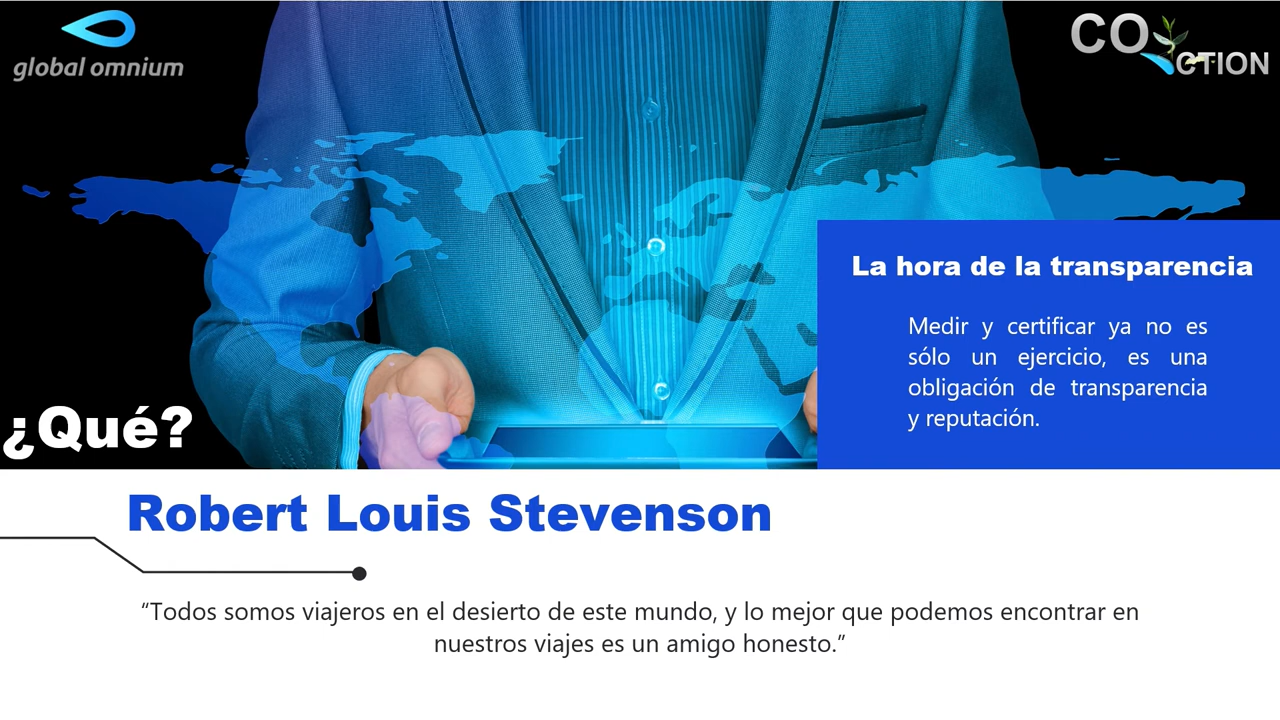 global omnium
CO CTION
La hora de la transparencia
Medir y certificar ya no es
sólo un ejercicio, es una
obligación de transparencia
y reputación.
¿Qué?
Robert Louis Stevenson
“Todos somos viajeros en el desierto de este mundo, y lo mejor que podemos encontrar en
nuestros viajes es un amigo honesto.”